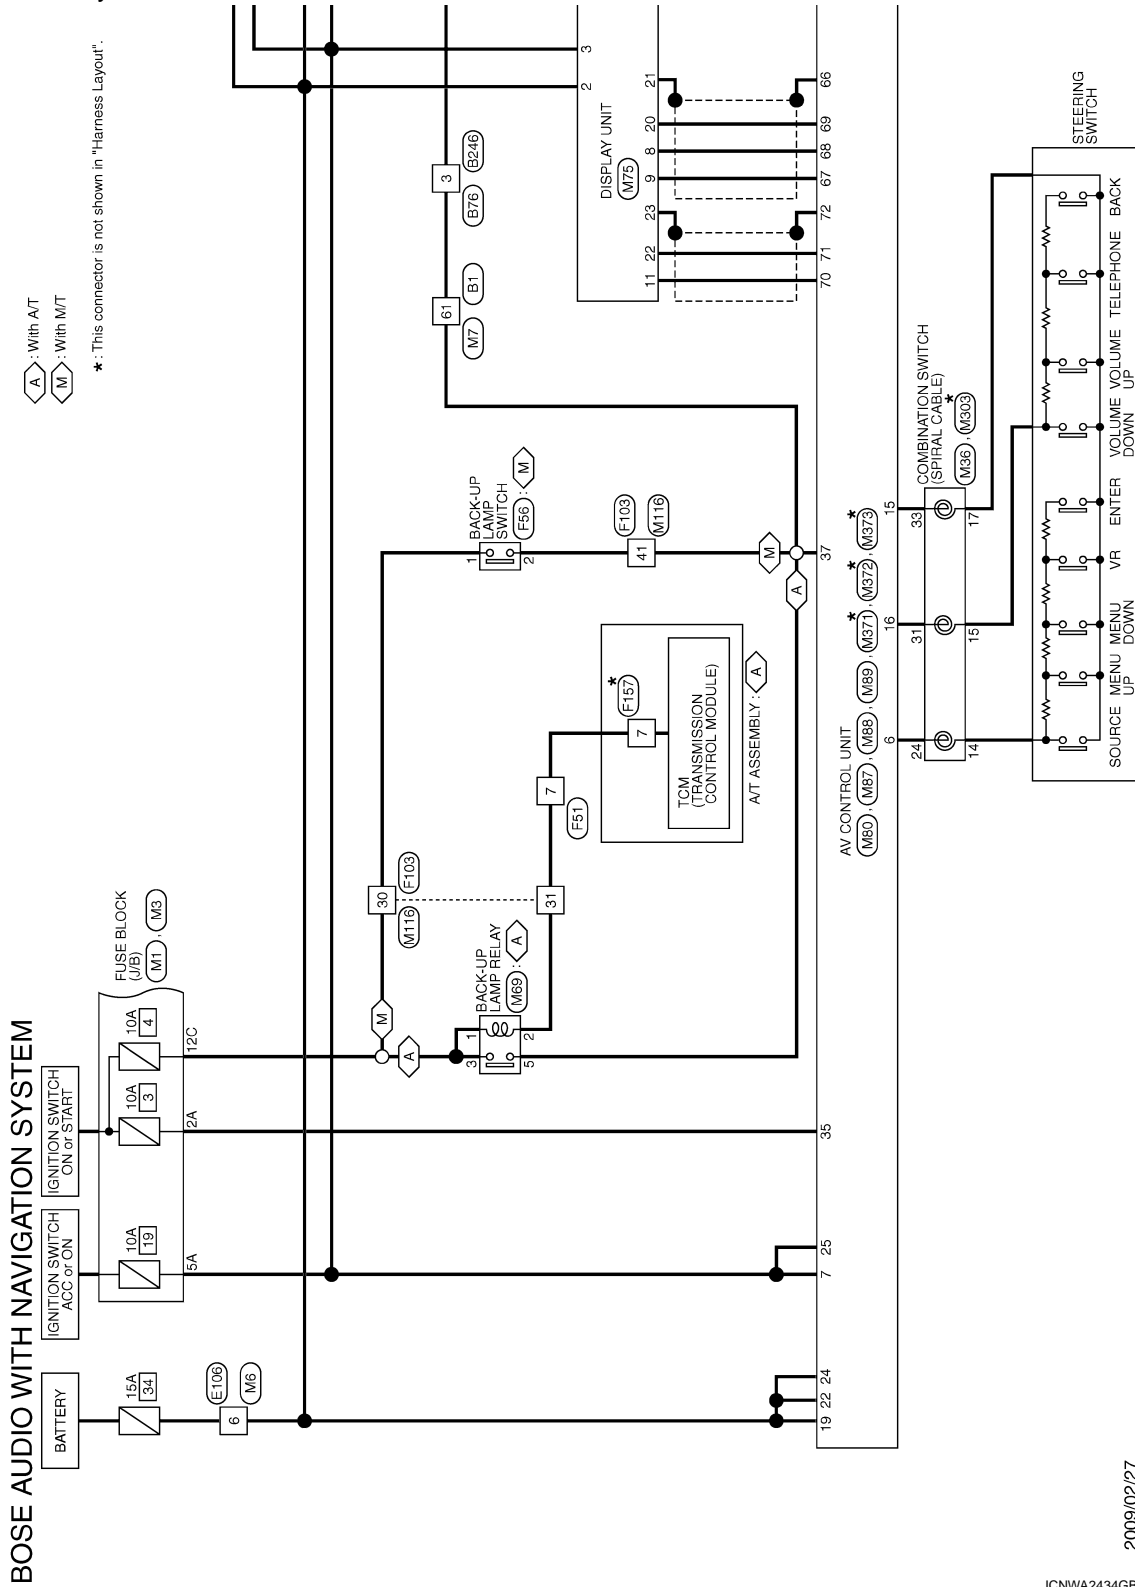 BOSE AUDIO WITH NAVIGATION SYSTEM
A : With A/T
M : With M/T
* : This connector is not shown in "Harness Layout".
BATTERY
IGNITION SWITCH
ACC or ON
IGNITION SWITCH
ON or START
FUSE BLOCK
(J/B)
M1 , M3
15A
34
10A
19
10A
3
10A
4
5A
2A
12C
E106
M6
6
M
A
M116
F103
30
31
BACK-UP
LAMP RELAY
M69 : A
3
1
5
2
7
F51
7
F157
*
TCM
(TRANSMISSION
CONTROL MODULE)
A/T ASSEMBLY : A
BACK-UP
LAMP
SWITCH
F56 : M
1
2
F103
M116
41
M
A
M7
B1
61
B76
B246
3
DISPLAY UNIT
M75
2
3
11
22
23
9
8
20
21
19
22
24
7
25
35
37
70
71
72
67
68
69
66
AV CONTROL UNIT
M80 , M87 , M88 , M89 , M371 * , M372 * , M373 *
6
16
15
24
31
33
14
15
17
COMBINATION SWITCH
(SPIRAL CABLE)
M36 , M303 *
STEERING
SWITCH
SOURCE
MENU
UP
MENU
DOWN
VR
ENTER
VOLUME
DOWN
VOLUME
UP
TELEPHONE
BACK
2009/02/27